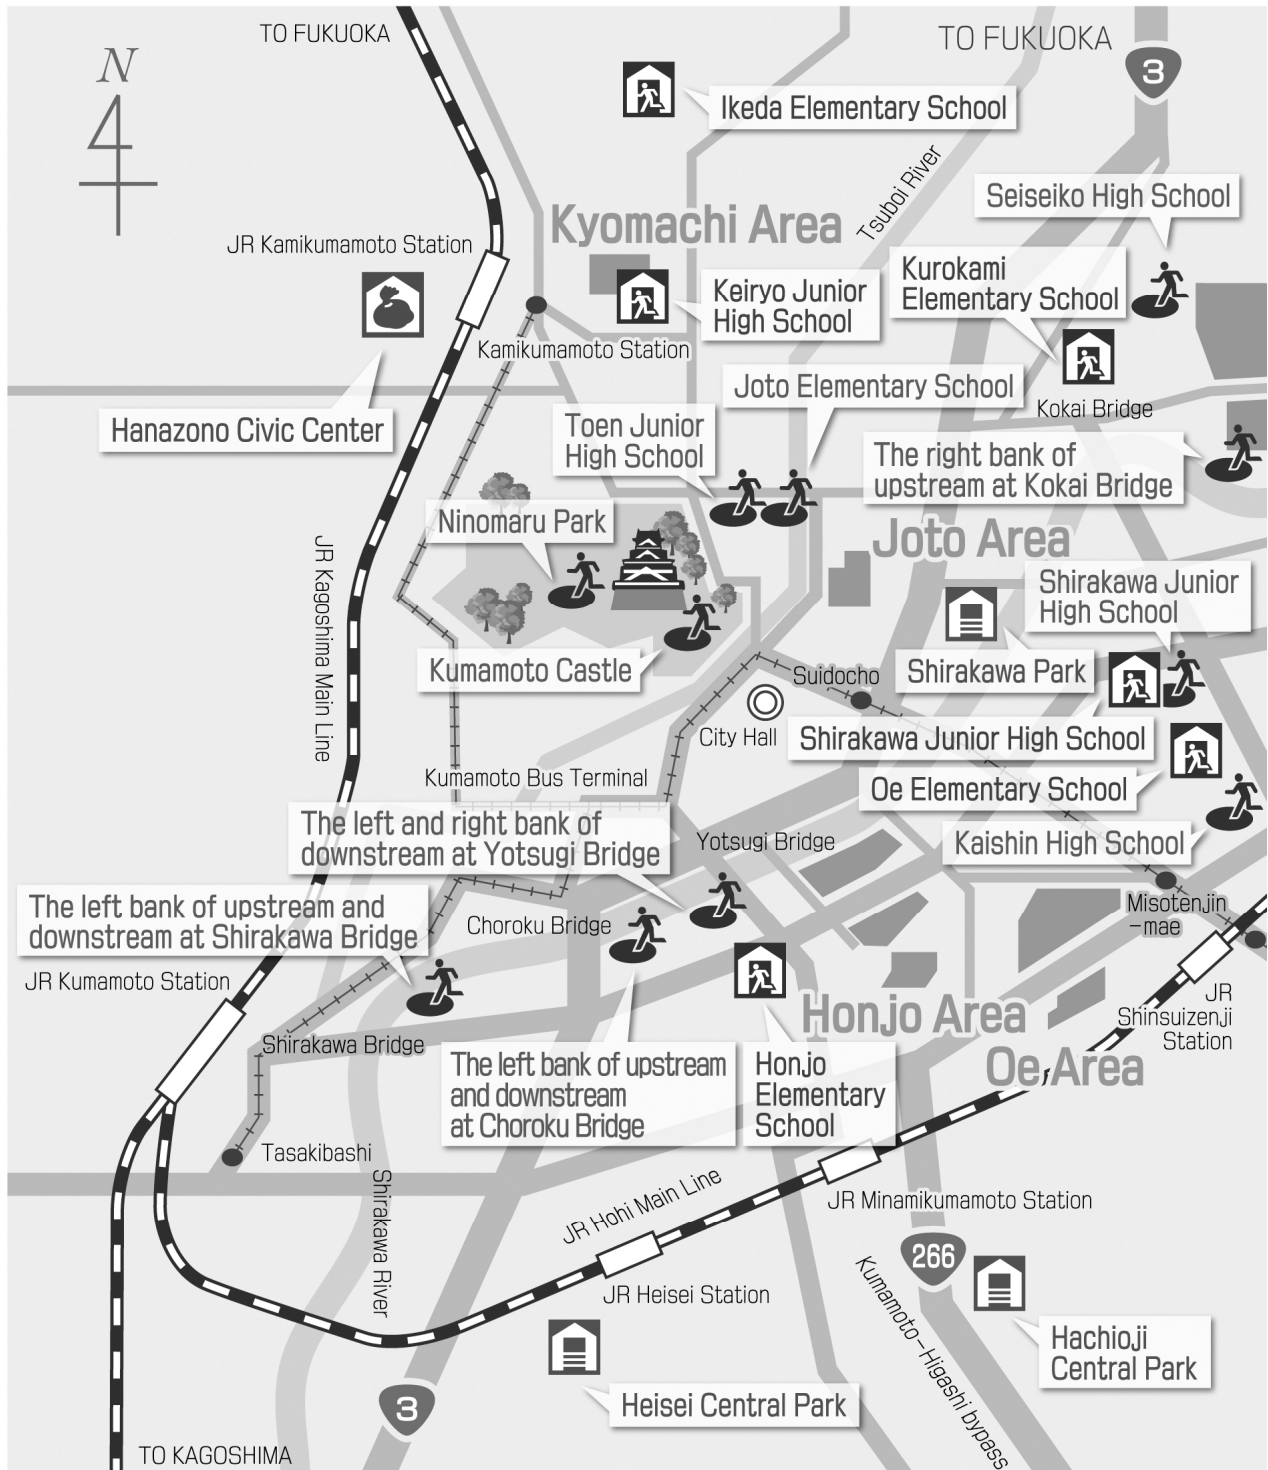 TO FUKUOKA
TO FUKUOKA
3
N
Ikeda Elementary School
Tsuboi River
Seiseiko High School
Kyomachi Area
JR Kamikumamoto Station
Kurokami
Elementary School
Keiryo Junior
High School
Kamikumamoto Station
Joto Elementary School
Kokai Bridge
Hanazono Civic Center
Toen Junior
High School
The right bank of
upstream at Kokai Bridge
Ninomaru Park
Joto Area
JR Kagoshima Main Line
Shirakawa Junior
High School
Kumamoto Castle
Shirakawa Park
Suidocho
City Hall
Shirakawa Junior High School
Kumamoto Bus Terminal
Oe Elementary School
The left and right bank of
downstream at Yotsugi Bridge
Yotsugi Bridge
Kaishin High School
The left bank of upstream and
downstream at Shirakawa Bridge
Choroku Bridge
Misotenjin
-mae
JR Kumamoto Station
Honjo Area
JR
Shinsuizenji
Station
Shirakawa Bridge
The left bank of upstream
and downstream
at Choroku Bridge
Honjo
Elementary
School
Oe Area
Tasakibashi
Shirakawa River
JR Hohi Main Line
JR Minamikumamoto Station
266
JR Heisei Station
Kumamoto-Higashi bypass
Hachioji
Central Park
Heisei Central Park
3
TO KAGOSHIMA